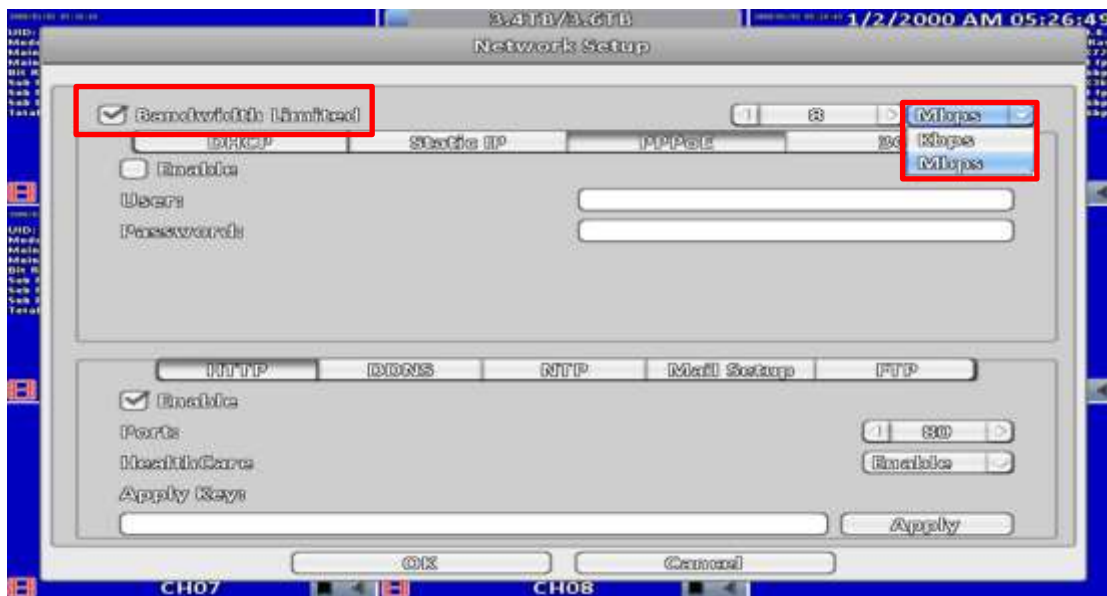 3.4TB/3.6TB
1/2/2000 AM 05:26:49
Network Setup
Bandwidth Limited 8 Mbps
Kbps
Mbps
DHCP Static IP PPPoE
Enable
User:
Password:
HTTP DDNS NTP Mail Setup FTP
Enable
Port: 80
HealthCare Enable
Apply Key:
Apply
OK Cancel
CH07 CH08